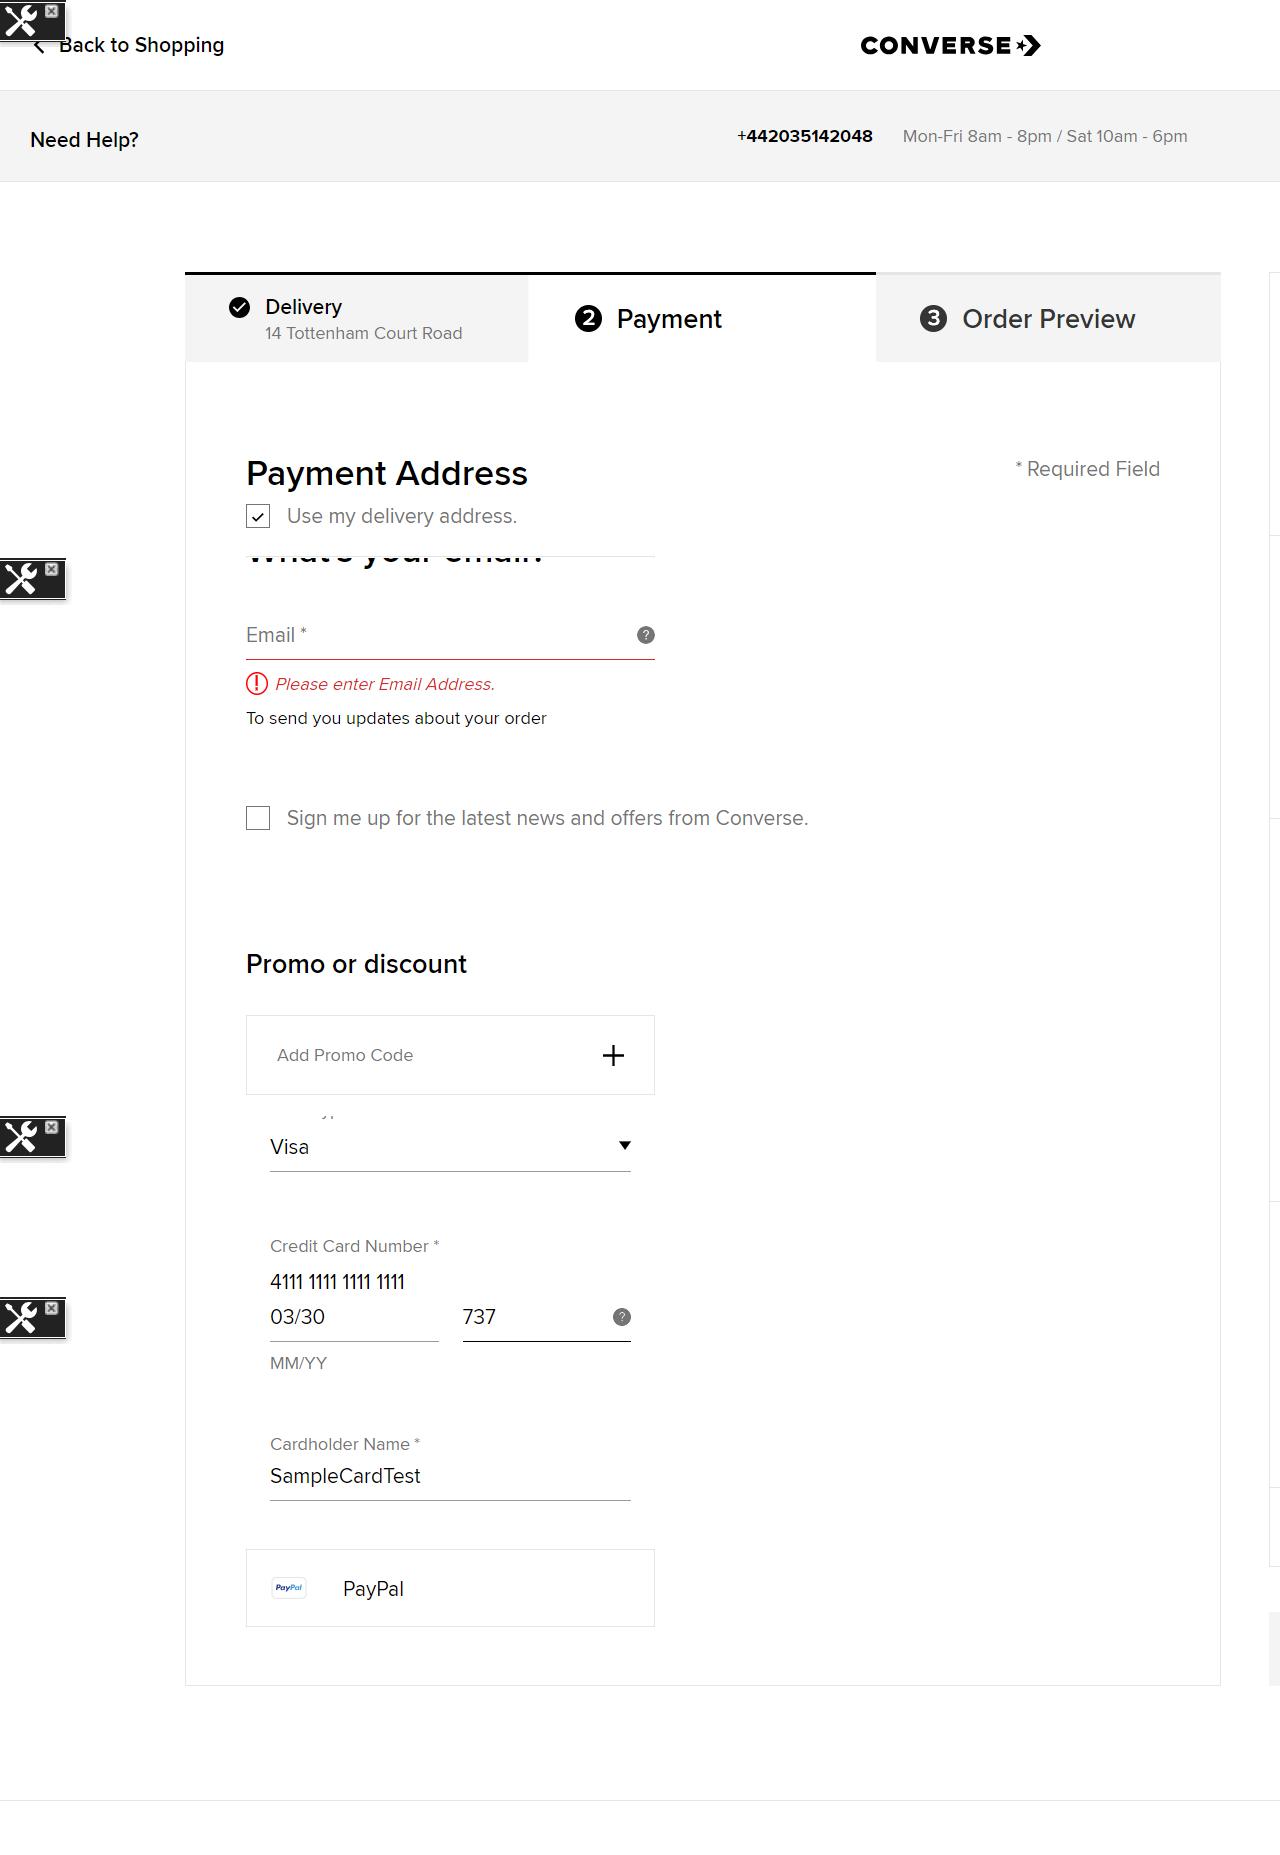 Back to Shopping
CONVERSE
Need Help?
+442035142048 Mon-Fri 8am - 8pm / Sat 10am - 6pm
Delivery
14 Tottenham Court Road
2 Payment
3 Order Preview
Payment Address
* Required Field
Use my delivery address.
What's your email?
Email *
?
Please enter Email Address.
To send you updates about your order
Sign me up for the latest news and offers from Converse.
Promo or discount
Add Promo Code
Visa
Credit Card Number *
4111 1111 1111 1111
03/30
737
?
MM/YY
Cardholder Name *
SampleCardTest
PayPal PayPal